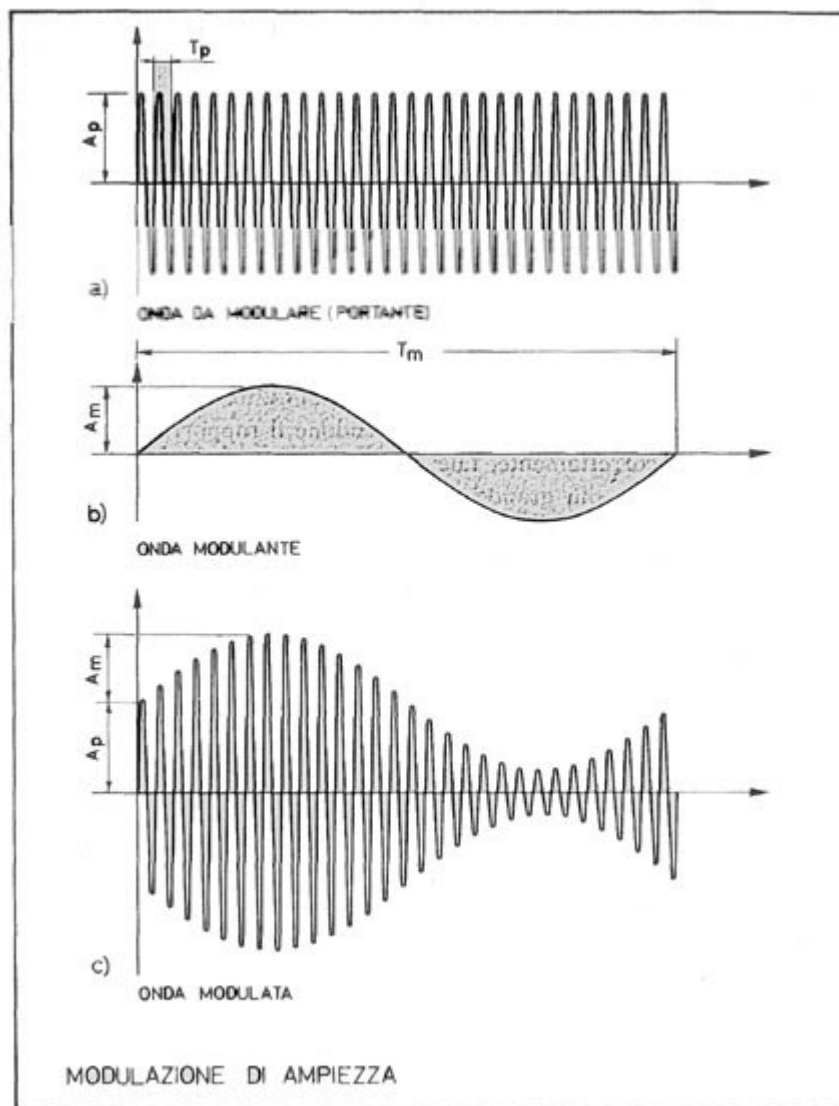 Tp
Ap
a)
ONDA DA MODULARE (PORTANTE)
Tm
Am
b)
ONDA MODULANTE
Am
Ap
c)
ONDA MODULATA
MODULAZIONE DI AMPIEZZA